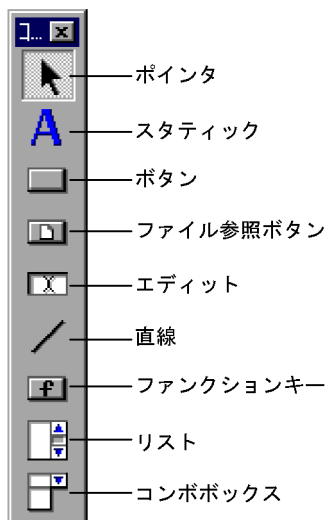 コ...
ポインタ
A
スタティック
ボタン
ファイル参照ボタン
エディット
直線
f
ファンクションキー
リスト
コンボボックス